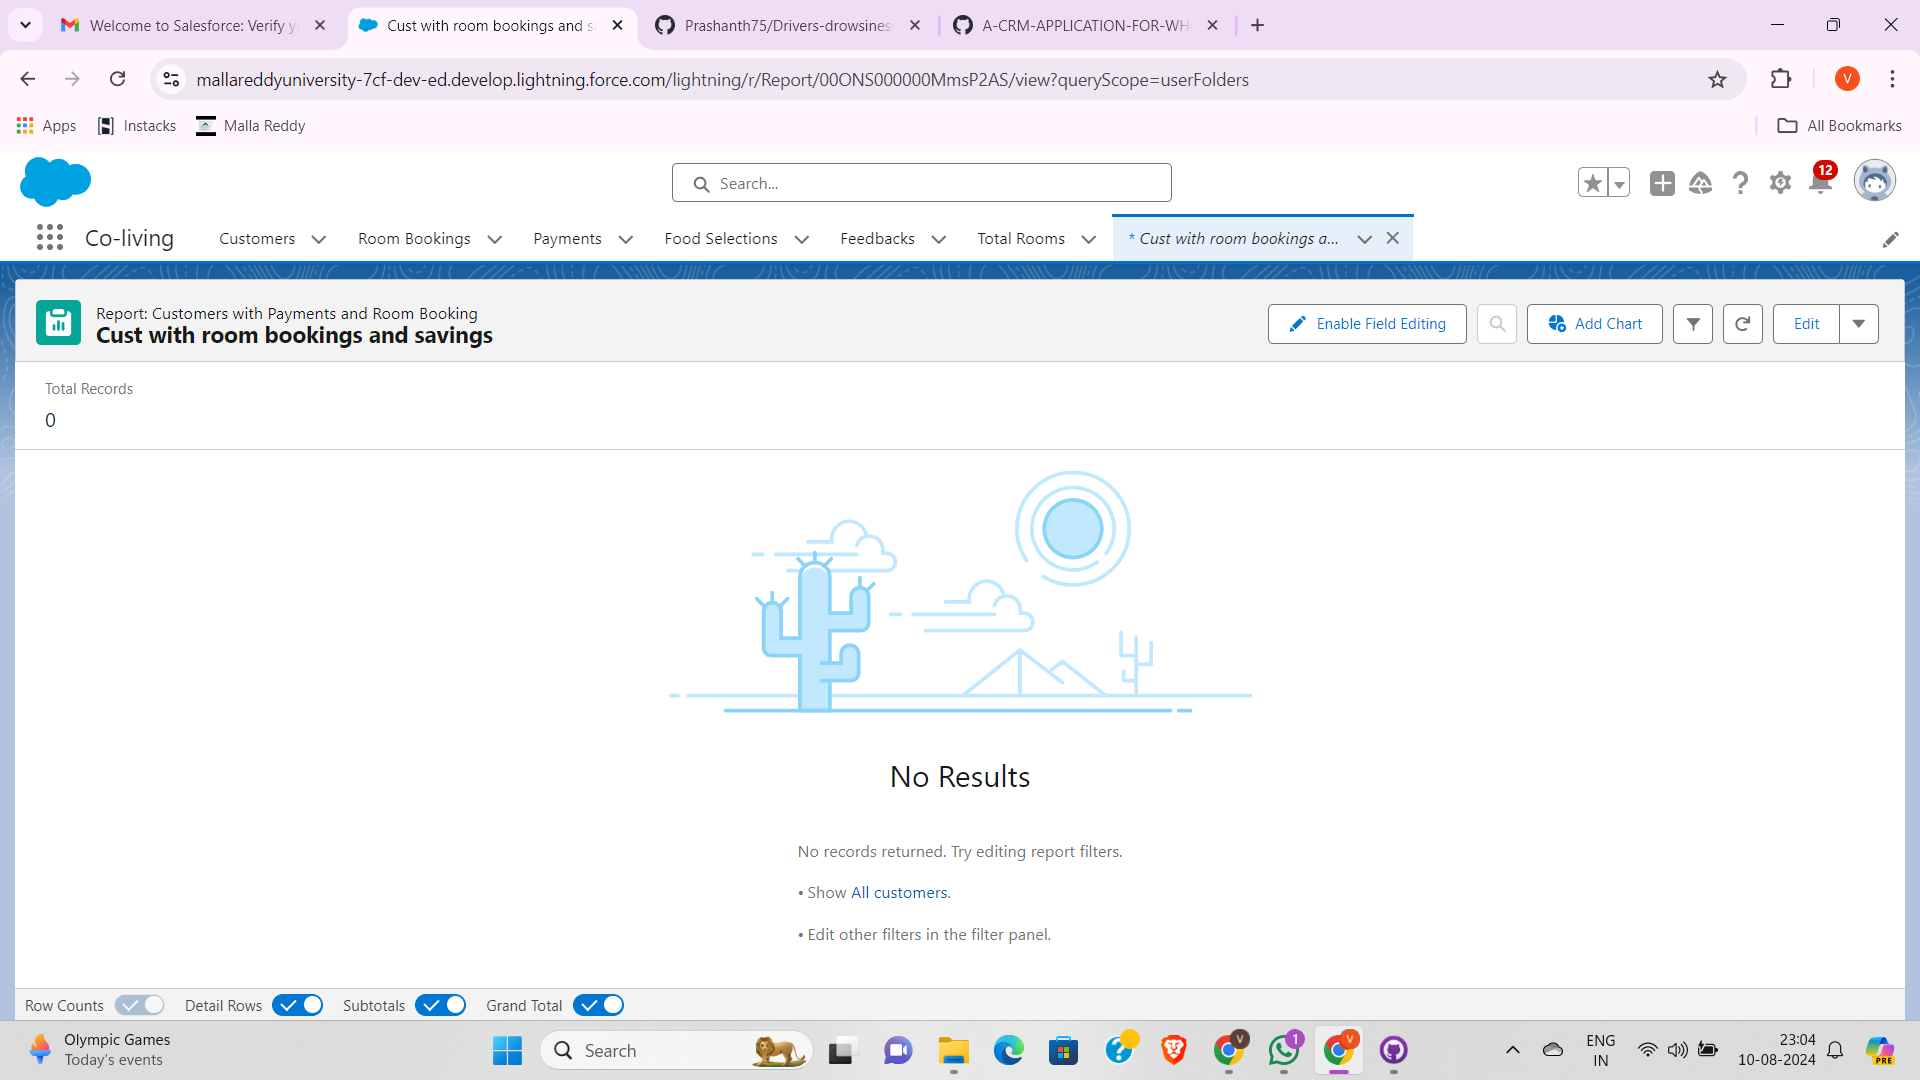 Welcome to Salesforce: Verify y
Cust with room bookings and s
Prashanth75/Drivers-drowsines
A-CRM-APPLICATION-FOR-WH
mallareddyuniversity-7cf-dev-ed.develop.lightning.force.com/lightning/r/Report/00ONS000000MmsP2AS/view?queryScope=userFolders
V
Apps
Instacks
Malla Reddy
All Bookmarks
Search...
12
Co-living
Customers
Room Bookings
Payments
Food Selections
Feedbacks
Total Rooms
* Cust with room bookings a...
Report: Customers with Payments and Room Booking
Cust with room bookings and savings
Enable Field Editing
Add Chart
Edit
Total Records
0
No Results
No records returned. Try editing report filters.
• Show All customers.
• Edit other filters in the filter panel.
Row Counts
Detail Rows
Subtotals
Grand Total
Olympic Games
Today's events
Search
V
1
V
ENG
IN
23:04
10-08-2024
PRE